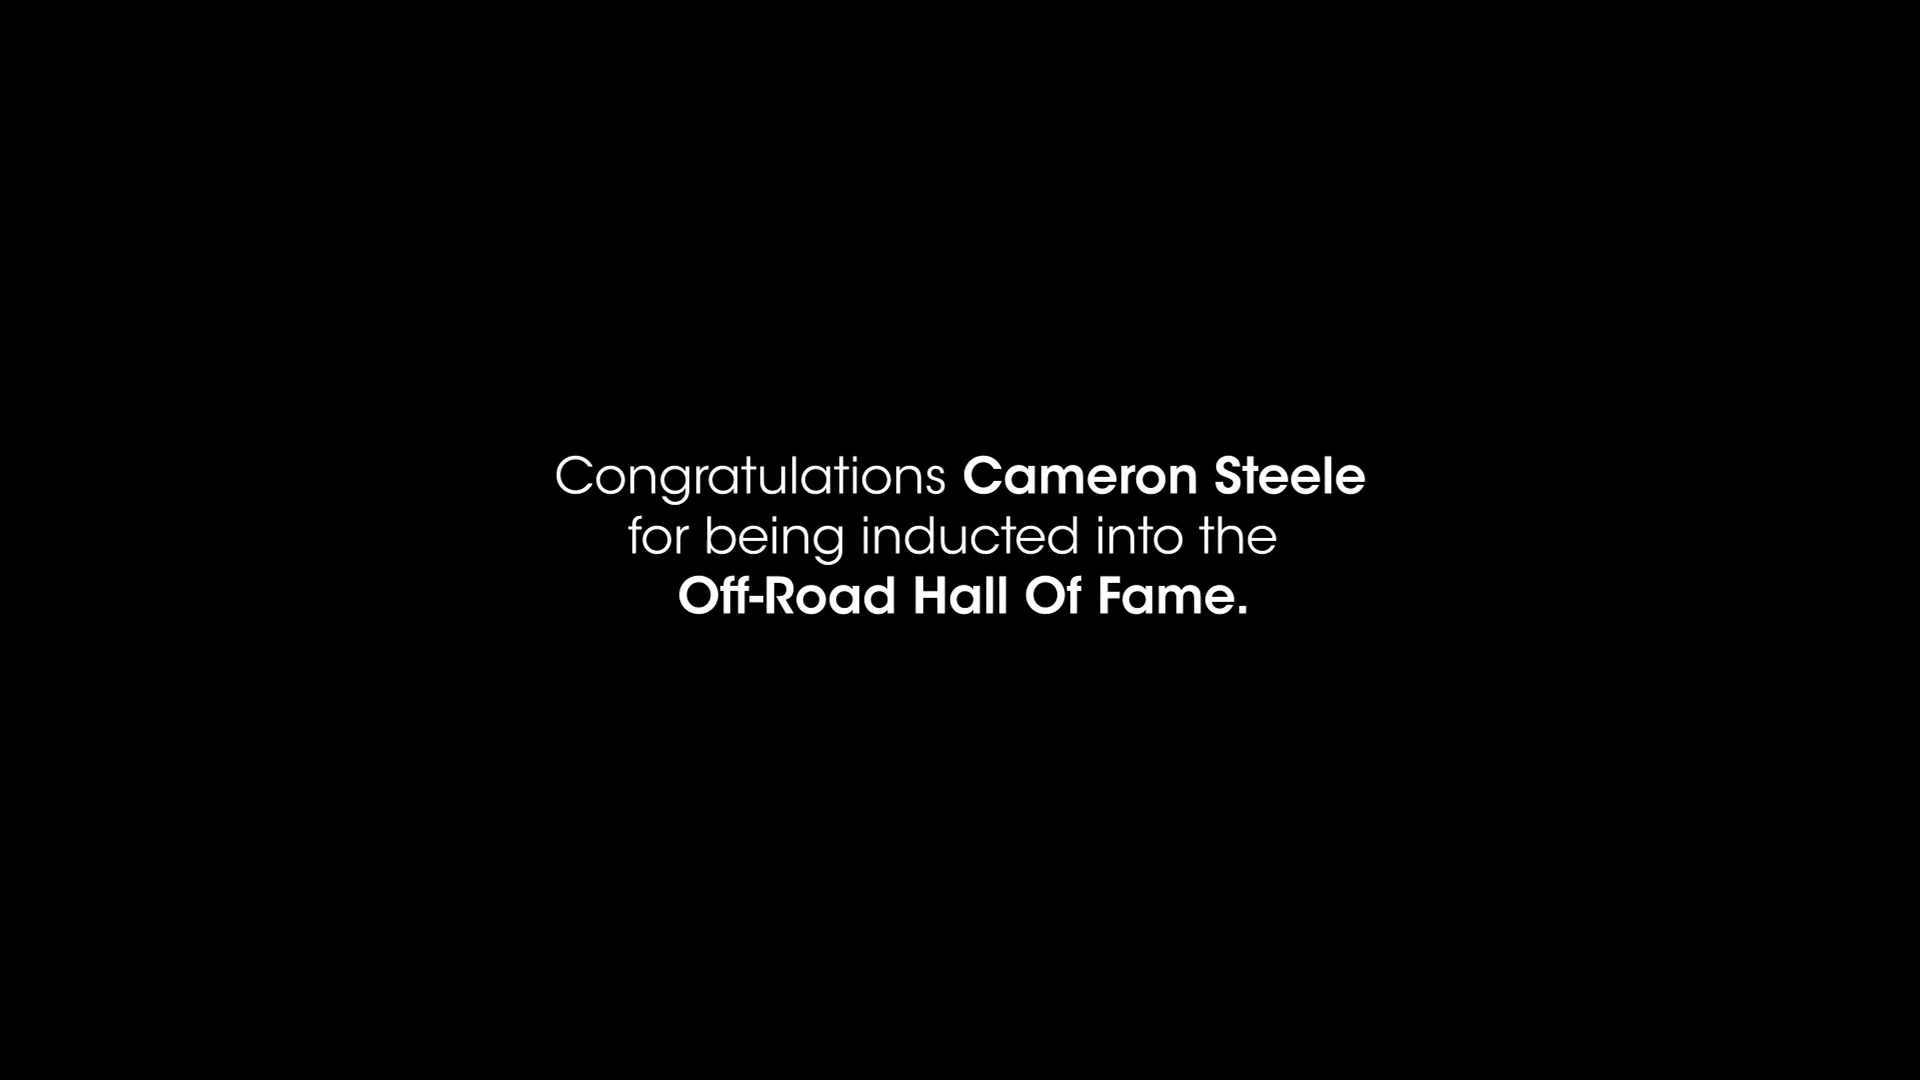 Congratulations Cameron Steele
for being inducted into the
Off-Road Hall Of Fame.